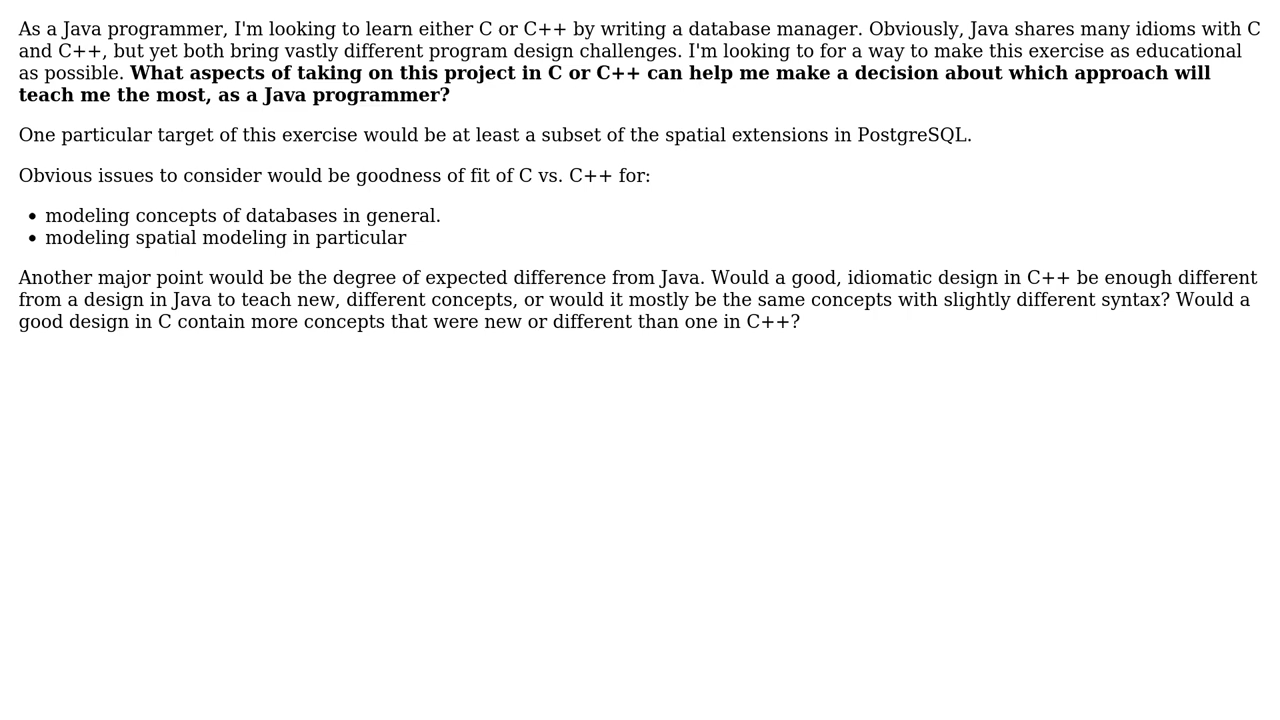 As a Java programmer, I'm looking to learn either C or C++ by writing a database manager. Obviously, Java shares many idioms with C
and C++, but yet both bring vastly different program design challenges. I'm looking to for a way to make this exercise as educational
as possible. What aspects of taking on this project in C or C++ can help me make a decision about which approach will
teach me the most, as a Java programmer?
One particular target of this exercise would be at least a subset of the spatial extensions in PostgreSQL.
Obvious issues to consider would be goodness of fit of C vs. C++ for:
• modeling concepts of databases in general.
• modeling spatial modeling in particular
Another major point would be the degree of expected difference from Java. Would a good, idiomatic design in C++ be enough different
from a design in Java to teach new, different concepts, or would it mostly be the same concepts with slightly different syntax? Would a
good design in C contain more concepts that were new or different than one in C++?